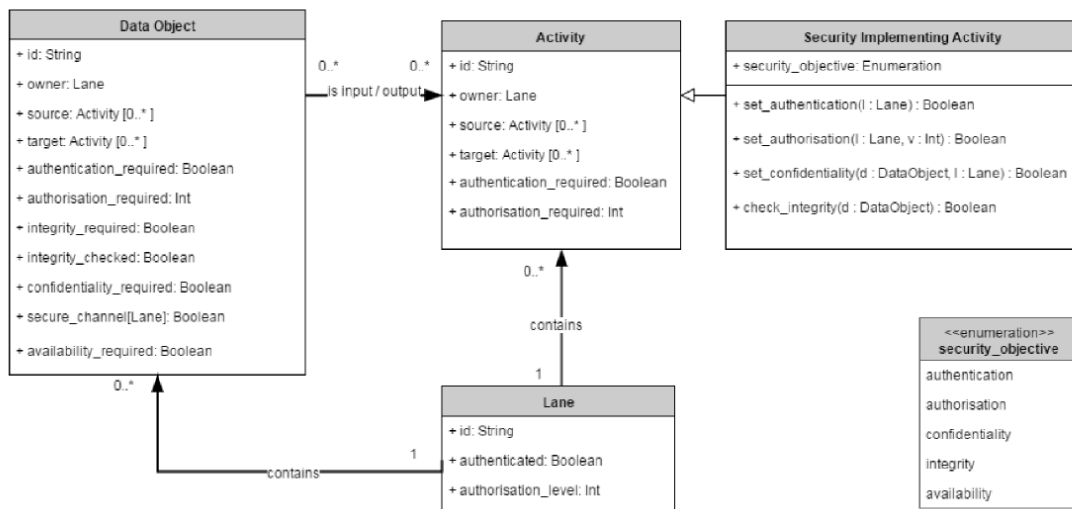 Data Object
+ id: String
+ owner: Lane
+ source: Activity [0..* ]
+ target: Activity [0..* ]
+ authentication_required: Boolean
+ authorisation_required: Int
+ integrity_required: Boolean
+ integrity_checked: Boolean
+ confidentiality_required: Boolean
+ secure_channel[Lane]: Boolean
+ availability_required: Boolean
0..*
0..*
is input / output
Activity
+ id: String
+ owner: Lane
+ source: Activity [0..* ]
+ target: Activity [0..* ]
+ authentication_required: Boolean
+ authorisation_required: Int
Security Implementing Activity
+ security_objective: Enumeration
+ set_authentication(l : Lane) : Boolean
+ set_authorisation(l : Lane, v : Int) : Boolean
+ set_confidentiality(d : DataObject, l : Lane) : Boolean
+ check_integrity(d : DataObject) : Boolean
0..*
contains
1
0..*
contains
1
Lane
+ id: String
+ authenticated: Boolean
+ authorisation_level: Int
<<enumeration>>
security_objective
authentication
authorisation
confidentiality
integrity
availability